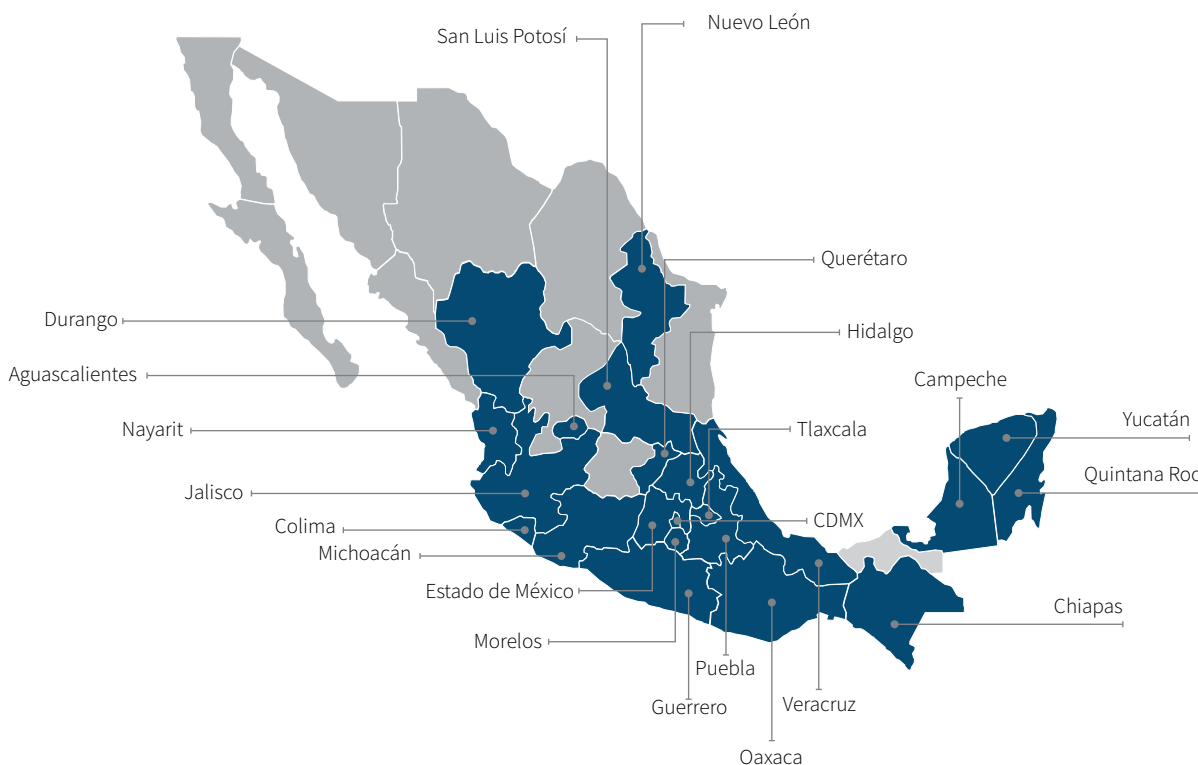 Nuevo León
San Luis Potosí
Querétaro
Durango
Hidalgo
Aguascalientes
Campeche
Yucatán
Nayarit
Tlaxcala
Quintana Roo
Jalisco
CDMX
Colima
Michoacán
Estado de México
Chiapas
Morelos
Puebla
Guerrero
Veracruz
Oaxaca